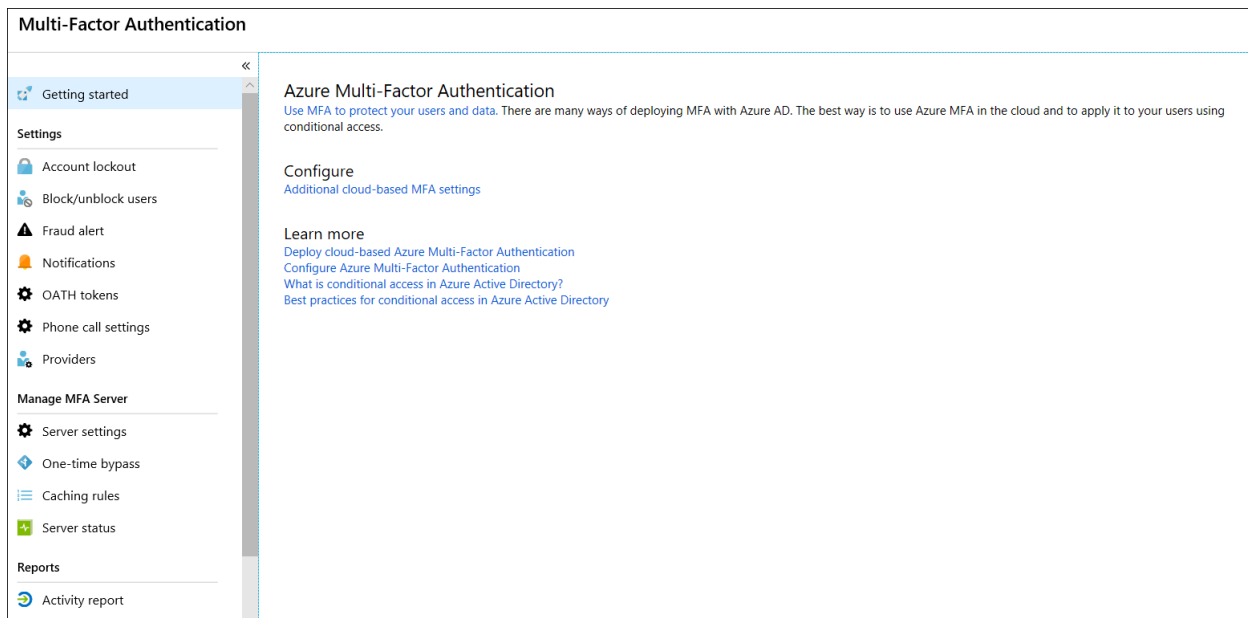 Multi-Factor Authentication
«
Getting started
Settings
Account lockout
Block/unblock users
Fraud alert
Notifications
OATH tokens
Phone call settings
Providers
Manage MFA Server
Server settings
One-time bypass
Caching rules
Server status
Reports
Activity report
Azure Multi-Factor Authentication
Use MFA to protect your users and data. There are many ways of deploying MFA with Azure AD. The best way is to use Azure MFA in the cloud and to apply it to your users using
conditional access.
Configure
Additional cloud-based MFA settings
Learn more
Deploy cloud-based Azure Multi-Factor Authentication
Configure Azure Multi-Factor Authentication
What is conditional access in Azure Active Directory?
Best practices for conditional access in Azure Active Directory